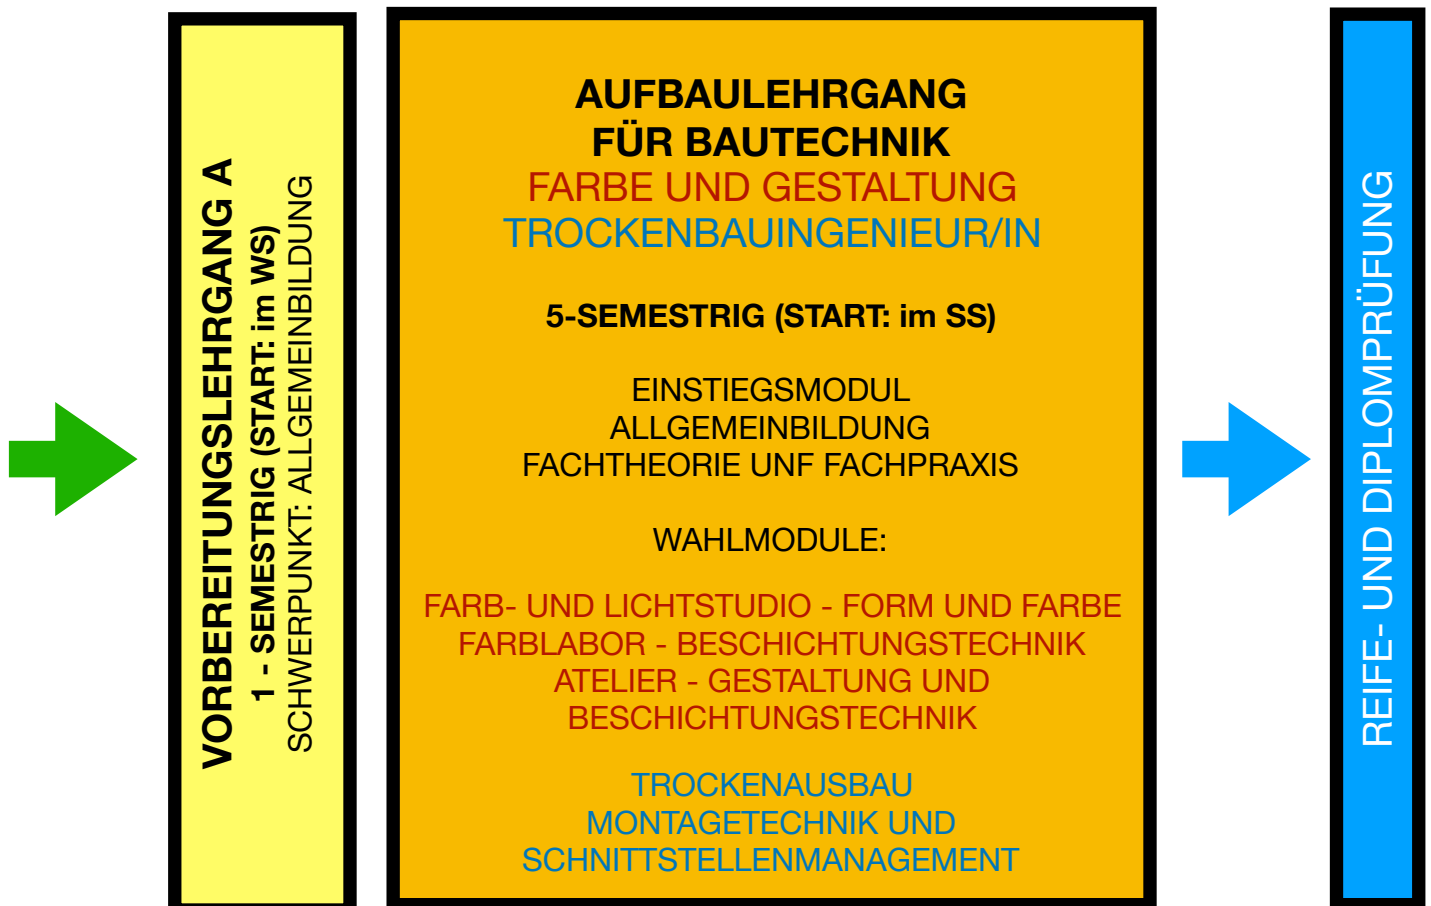 VORBEREITUNGSLEHRGANG A
1 - SEMESTRIG (START: im WS)
SCHWERPUNKT: ALLGEMEINBILDUNG
AUFBAULEHRGANG
FÜR BAUTECHNIK
FARBE UND GESTALTUNG
TROCKENBAUINGENIEUR/IN
5-SEMESTRIG (START: im SS)
EINSTIEGSMODUL
ALLGEMEINBILDUNG
FACHTHEORIE UNF FACHPRAXIS
WAHLMODULE:
FARB- UND LICHTSTUDIO - FORM UND FARBE
FARBLABOR - BESCHICHTUNGSTECHNIK
ATELIER - GESTALTUNG UND
BESCHICHTUNGSTECHNIK
TROCKENAUSBAU
MONTAGETECHNIK UND
SCHNITTSTELLENMANAGEMENT
REIFE- UND DIPLOMPRÜFUNG